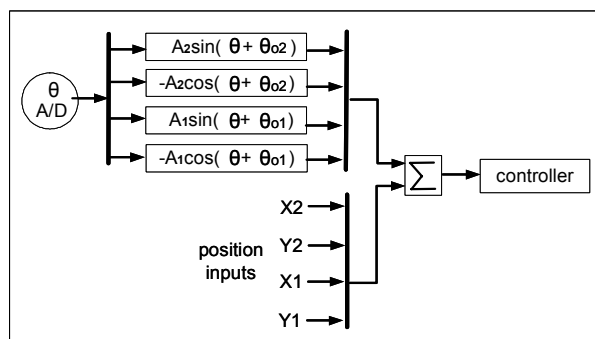 θ
A/D
A₂sin( θ + θo2)
-A₂cos( θ + θo2)
A₁sin( θ + θo1)
-A₁cos( θ + θo1)
Σ
controller
position
inputs
X2
Y2
X1
Y1